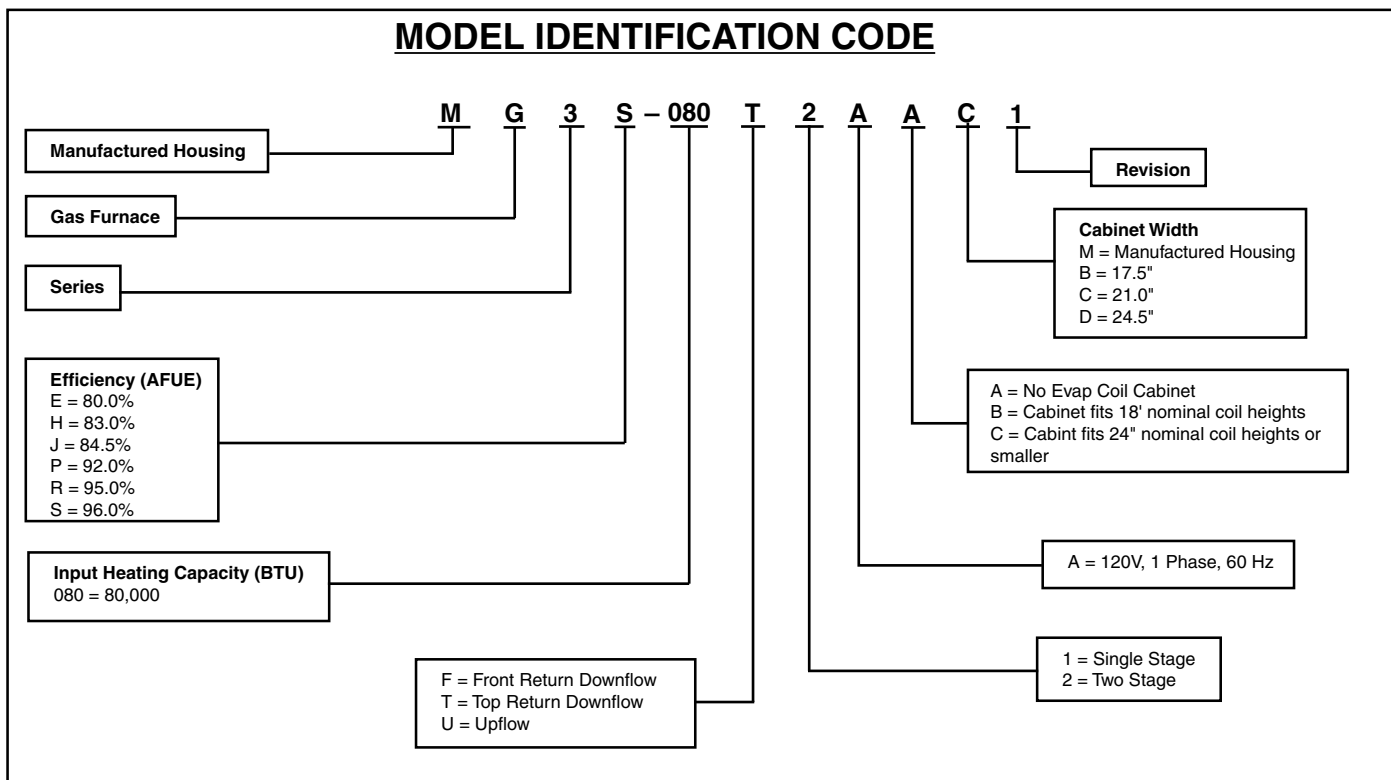 MODEL IDENTIFICATION CODE
M G 3 S – 080 T 2 A A C 1
Manufactured Housing
Gas Furnace
Series
Efficiency (AFUE)
E = 80.0%
H = 83.0%
J = 84.5%
P = 92.0%
R = 95.0%
S = 96.0%
Input Heating Capacity (BTU)
080 = 80,000
F = Front Return Downflow
T = Top Return Downflow
U = Upflow
Revision
Cabinet Width
M = Manufactured Housing
B = 17.5"
C = 21.0"
D = 24.5"
A = No Evap Coil Cabinet
B = Cabinet fits 18' nominal coil heights
C = Cabint fits 24" nominal coil heights or
smaller
A = 120V, 1 Phase, 60 Hz
1 = Single Stage
2 = Two Stage